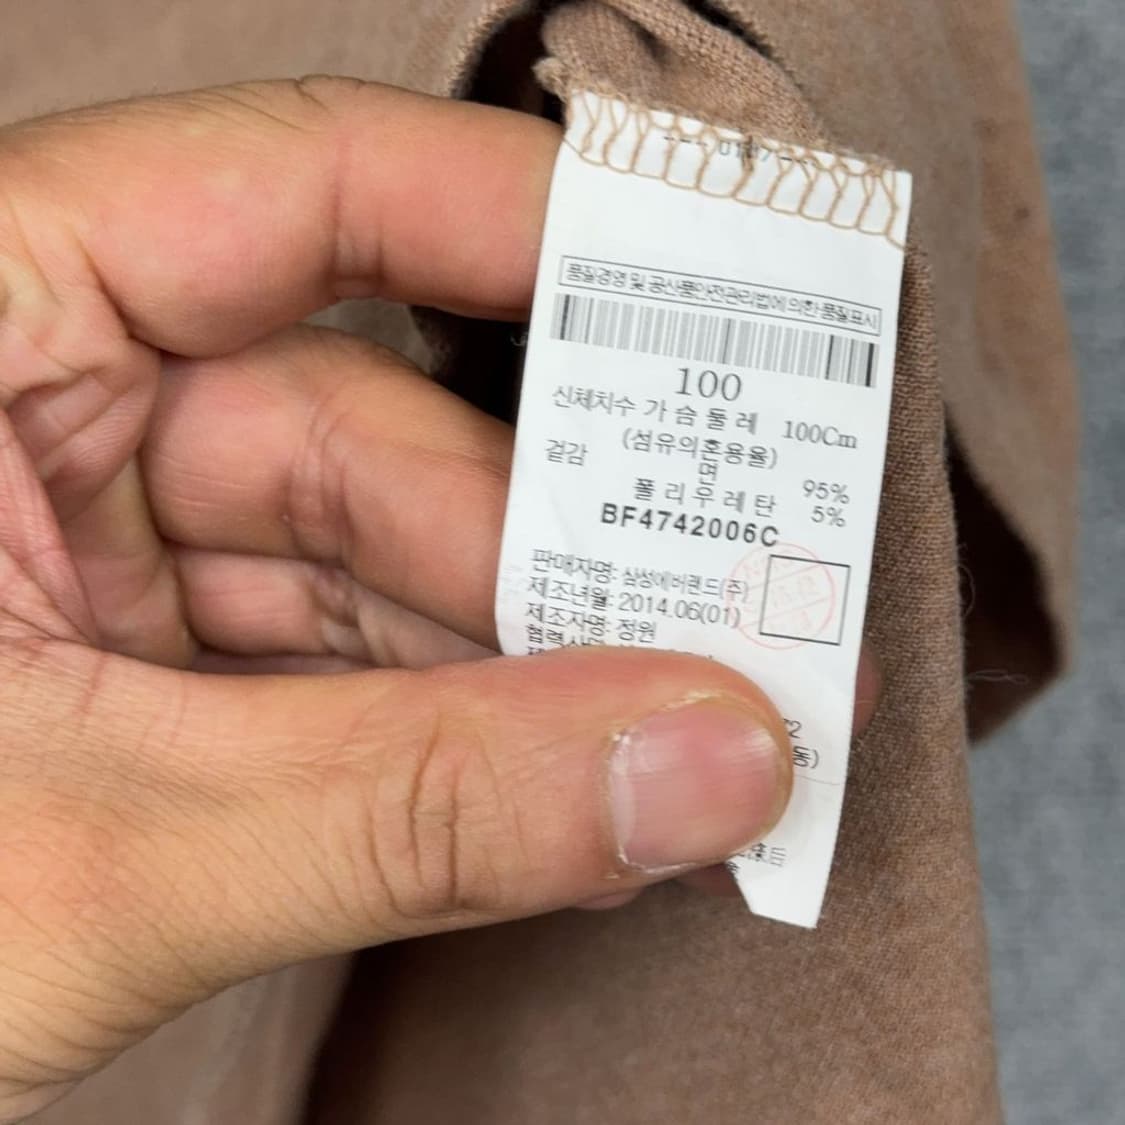 품질경영 및 공산품안전관리법에 의한 품질표시
100
신체치수 가 슴 둘 레 100Cm
(섬유의혼용율)
겉감
면 95%
폴 리 우 레 탄 5%
BF4742006C
판매자명: 삼성에버랜드(주)
제조년월: 2014.06(01)
제조자명: 정원
72
동)